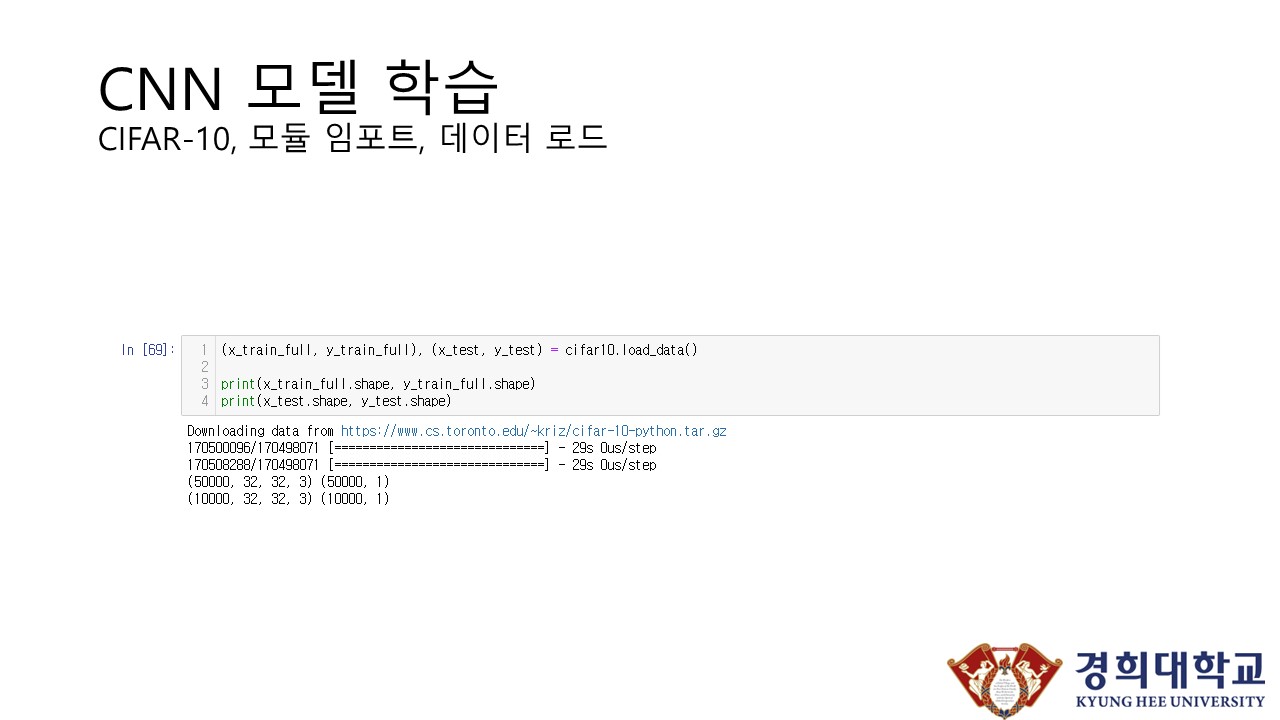 CNN 모델 학습
CIFAR-10, 모듈 임포트, 데이터 로드
In [69]:
1 (x_train_full, y_train_full), (x_test, y_test) = cifar10.load_data()
2
3 print(x_train_full.shape, y_train_full.shape)
4 print(x_test.shape, y_test.shape)
Downloading data from https://www.cs.toronto.edu/~kriz/cifar-10-python.tar.gz
170500096/170498071 [==============================] - 29s 0us/step
170508288/170498071 [==============================] - 29s 0us/step
(50000, 32, 32, 3) (50000, 1)
(10000, 32, 32, 3) (10000, 1)
경희대학교
KYUNG HEE UNIVERSITY